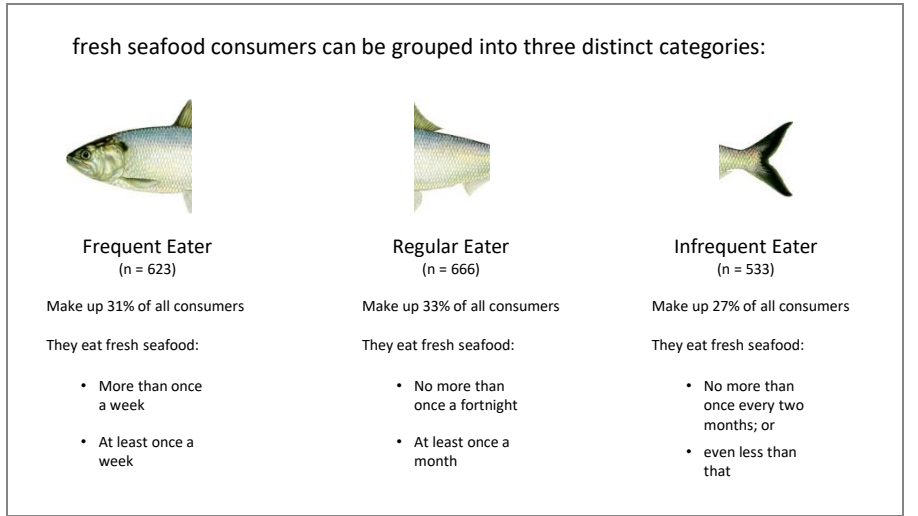 fresh seafood consumers can be grouped into three distinct categories:
Frequent Eater
(n = 623)
Make up 31% of all consumers
They eat fresh seafood:
• More than once
a week
• At least once a
week
Regular Eater
(n = 666)
Make up 33% of all consumers
They eat fresh seafood:
• No more than
once a fortnight
• At least once a
month
Infrequent Eater
(n = 533)
Make up 27% of all consumers
They eat fresh seafood:
• No more than
once every two
months; or
• even less than
that